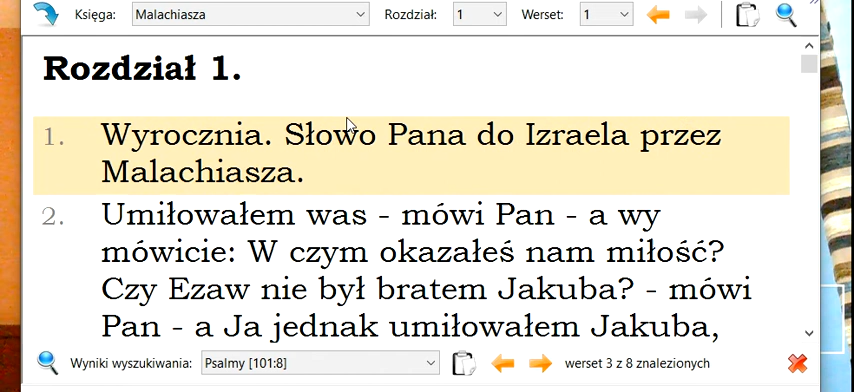 Księga: Malachiasza Rozdział: 1 Werset: 1
Rozdział 1.
1. Wyrocznia. Słowo Pana do Izraela przez
Malachiasza.
2. Umiłowałem was - mówi Pan - a wy
mówicie: W czym okazałeś nam miłość?
Czy Ezaw nie był bratem Jakuba? - mówi
Pan - a Ja jednak umiłowałem Jakuba,
Wyniki wyszukiwania: Psalmy [101:8] werset 3 z 8 znalezionych